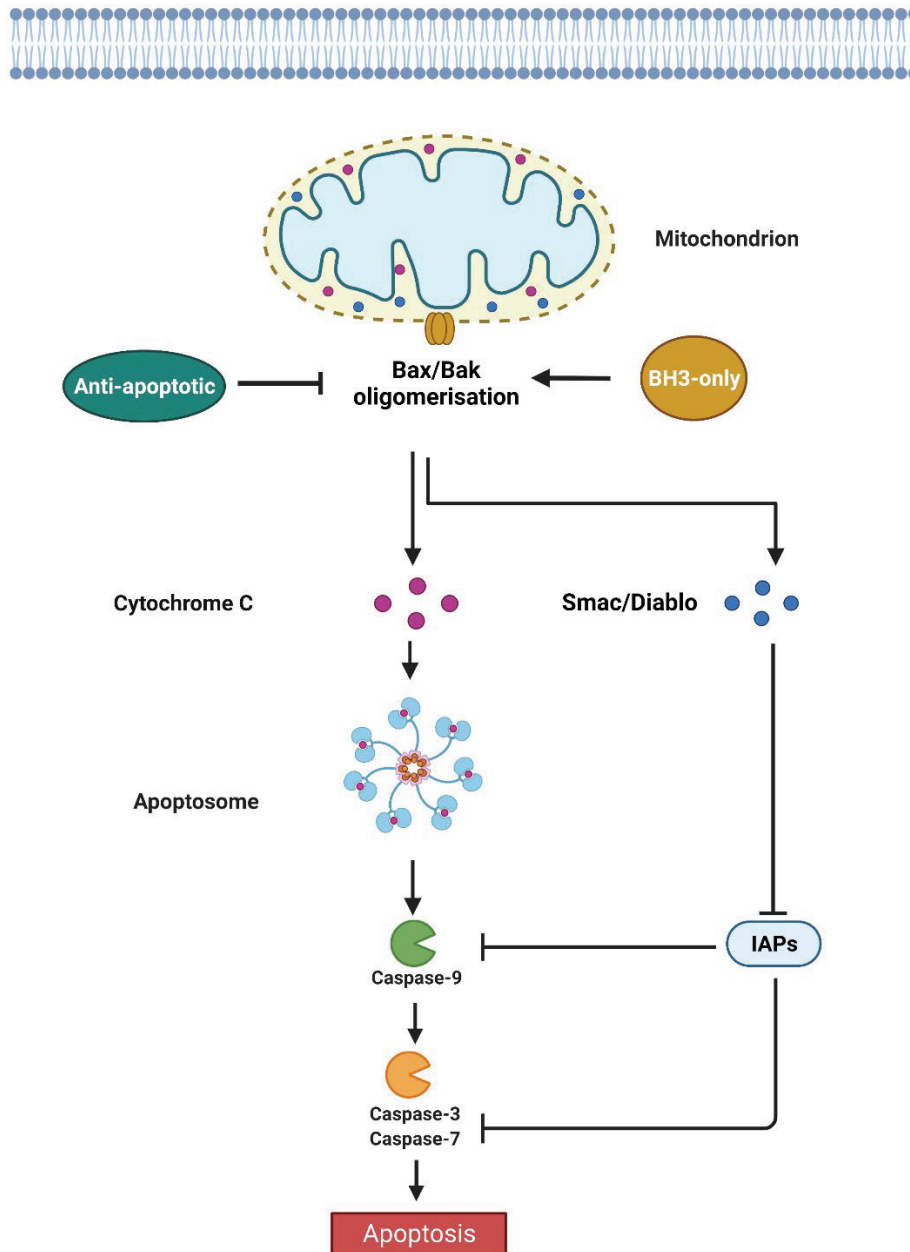 Mitochondrion
Anti-apoptotic
Bax/Bak
oligomerisation
BH3-only
Cytochrome C
Smac/Diablo
Apoptosome
IAPs
Caspase-9
Caspase-3
Caspase-7
Apoptosis